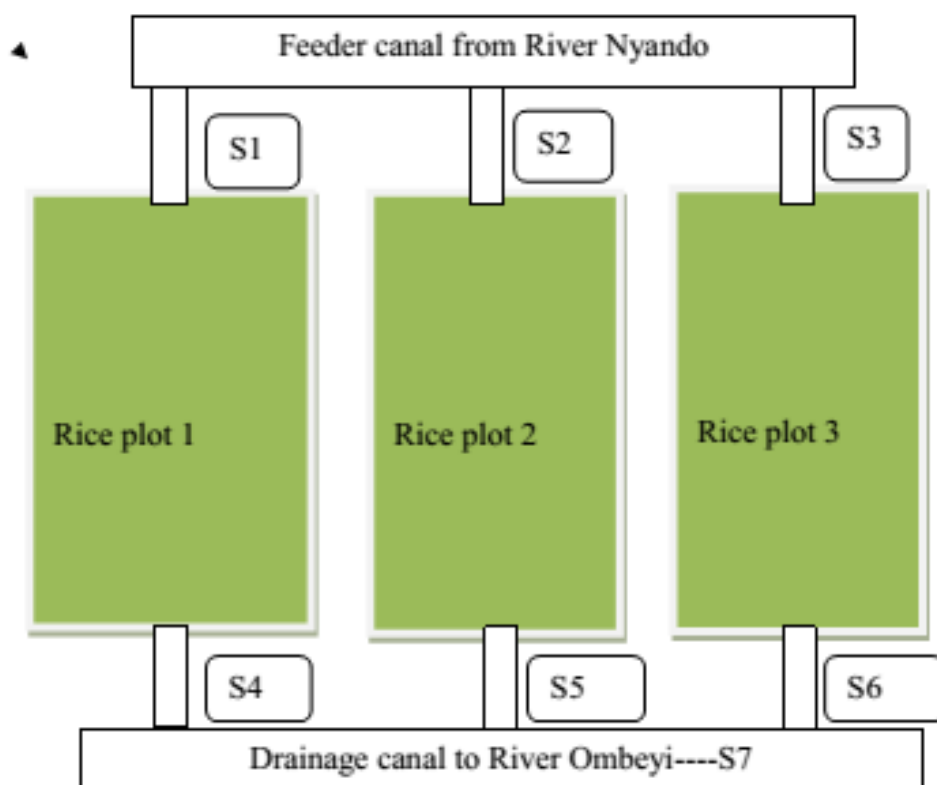 Feeder canal from River Nyando
S1
S2
S3
Rice plot 1
Rice plot 2
Rice plot 3
S4
S5
S6
Drainage canal to River Ombeyi----S7